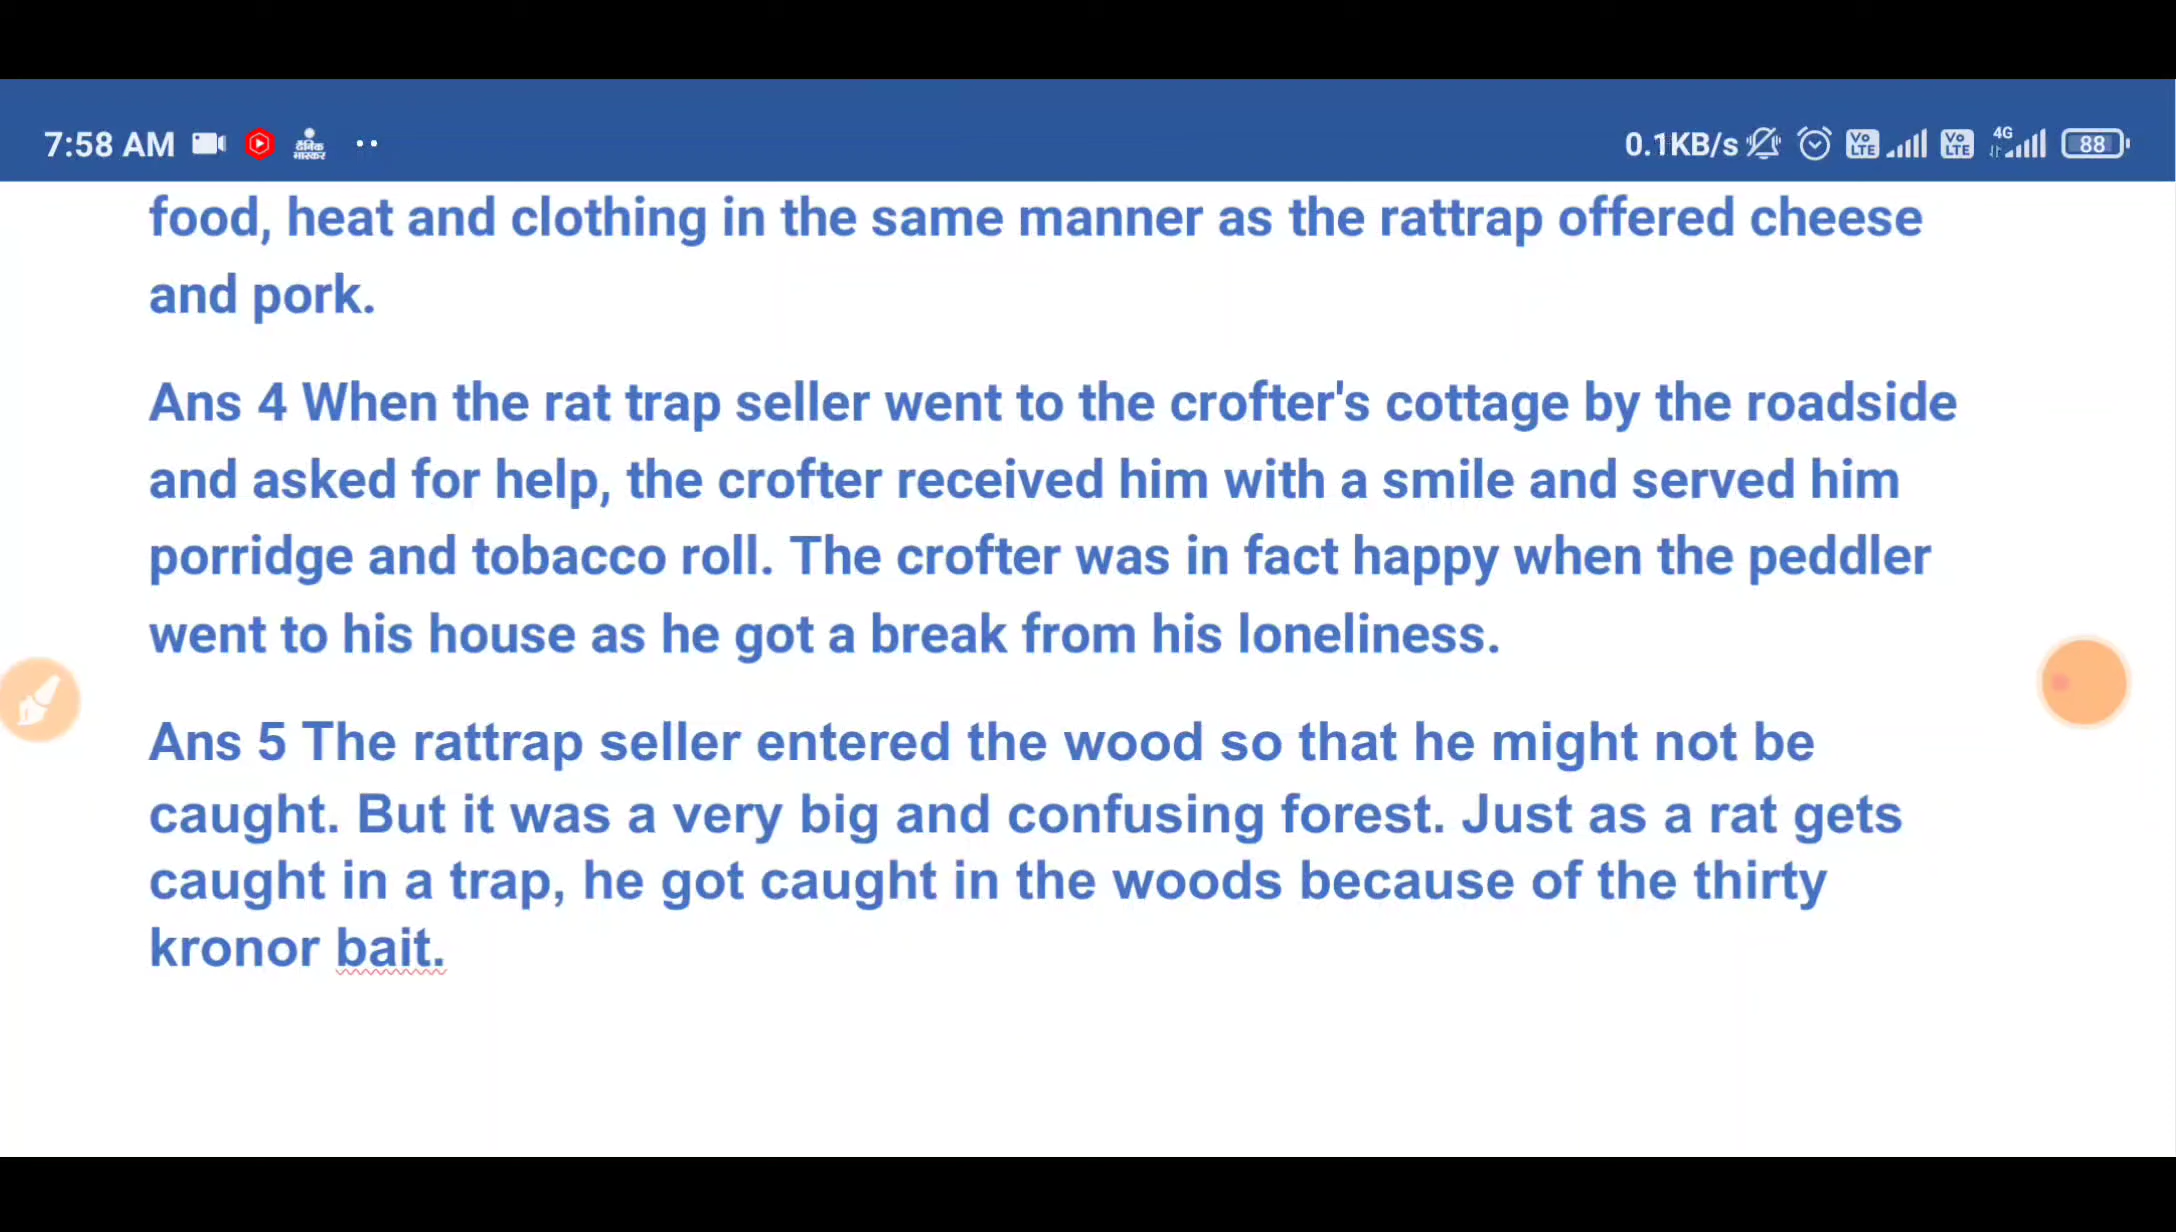 7:58 AM दैनिक भास्कर 0.1KB/s Vo LTE Vo LTE 4G 88
food, heat and clothing in the same manner as the rattrap offered cheese
and pork.
Ans 4 When the rat trap seller went to the crofter's cottage by the roadside
and asked for help, the crofter received him with a smile and served him
porridge and tobacco roll. The crofter was in fact happy when the peddler
went to his house as he got a break from his loneliness.
Ans 5 The rattrap seller entered the wood so that he might not be
caught. But it was a very big and confusing forest. Just as a rat gets
caught in a trap, he got caught in the woods because of the thirty
kronor bait.